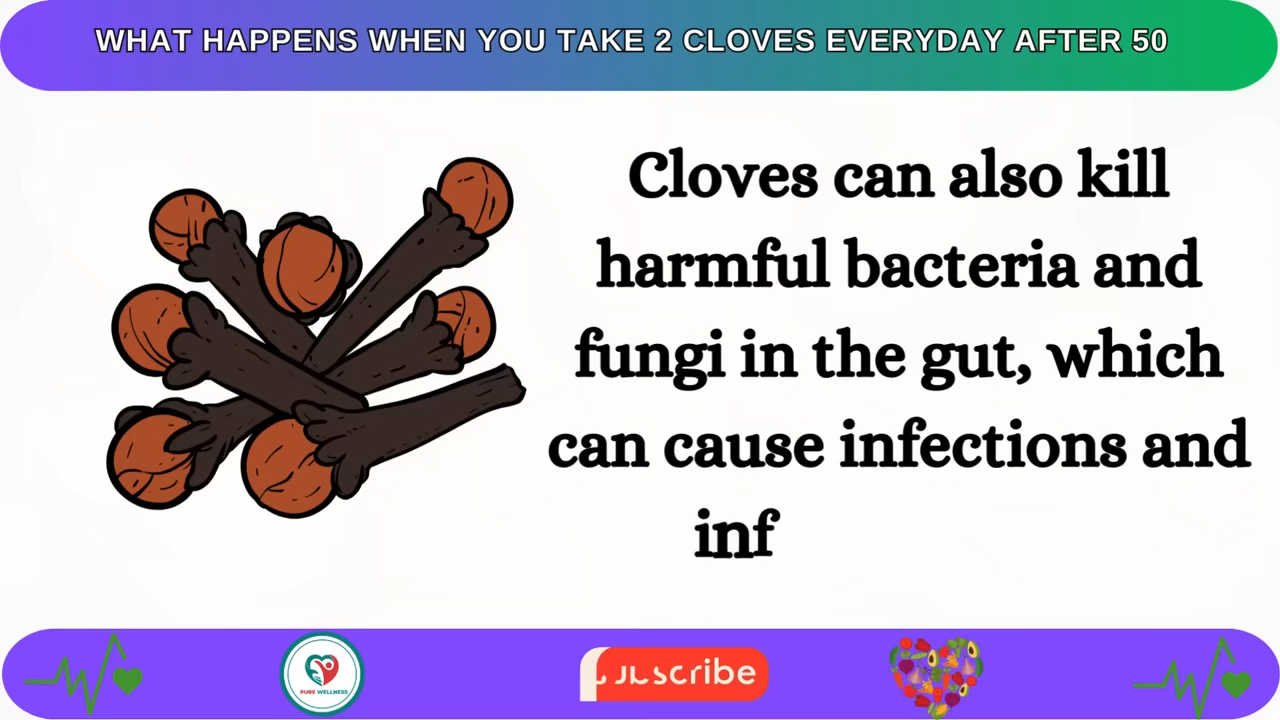 WHAT HAPPENS WHEN YOU TAKE 2 CLOVES EVERYDAY AFTER 50
Cloves can also kill
harmful bacteria and
fungi in the gut, which
can cause infections and
inf
PURE WELLNESS